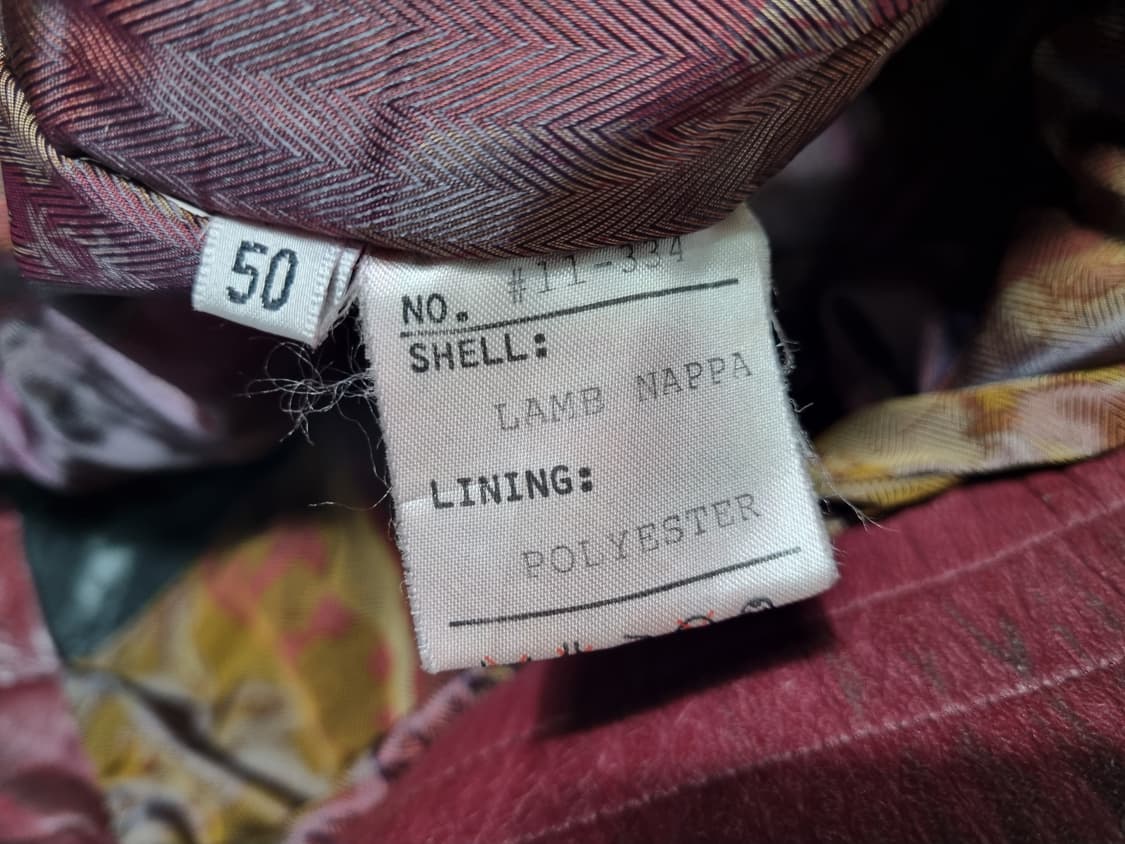 50
NO. #11-334
SHELL:
LAMB NAPPA
LINING:
POLYESTER